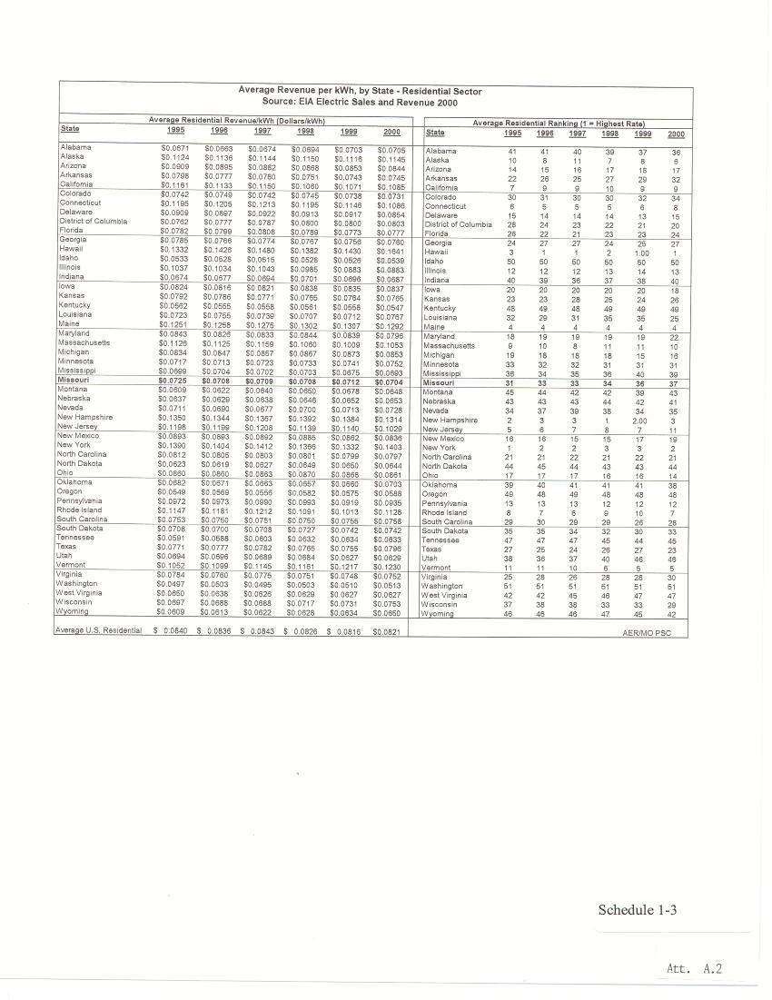 Average Revenue per kWh, by State - Residential Sector
Source: EIA Electric Sales and Revenue 2000
Average Residential Revenue/kWh (Dollars/kWh)
State 1995 1996 1997 1998 1999 2000
Alabama $0.0671 $0.0663 $0.0674 $0.0694 $0.0703 $0.0705
Alaska $0.1124 $0.1136 $0.1144 $0.1150 $0.1116 $0.1145
Arizona $0.0909 $0.0895 $0.0882 $0.0868 $0.0853 $0.0844
Arkansas $0.0798 $0.0777 $0.0780 $0.0751 $0.0743 $0.0745
California $0.1161 $0.1133 $0.1150 $0.1060 $0.1071 $0.1085
Colorado $0.0742 $0.0749 $0.0742 $0.0745 $0.0738 $0.0731
Connecticut $0.1195 $0.1205 $0.1213 $0.1195 $0.1146 $0.1086
Delaware $0.0909 $0.0897 $0.0922 $0.0913 $0.0917 $0.0854
District of Columbia $0.0762 $0.0777 $0.0787 $0.0800 $0.0800 $0.0803
Florida $0.0782 $0.0799 $0.0808 $0.0789 $0.0773 $0.0777
Georgia $0.0785 $0.0766 $0.0774 $0.0767 $0.0756 $0.0760
Hawaii $0.1332 $0.1426 $0.1480 $0.1382 $0.1430 $0.1641
Idaho $0.0533 $0.0528 $0.0515 $0.0528 $0.0526 $0.0539
Illinois $0.1037 $0.1034 $0.1043 $0.0985 $0.0883 $0.0883
Indiana $0.0674 $0.0677 $0.0694 $0.0701 $0.0696 $0.0687
Iowa $0.0824 $0.0816 $0.0821 $0.0838 $0.0835 $0.0837
Kansas $0.0792 $0.0786 $0.0771 $0.0765 $0.0764 $0.0765
Kentucky $0.0562 $0.0555 $0.0558 $0.0561 $0.0558 $0.0547
Louisiana $0.0723 $0.0755 $0.0739 $0.0707 $0.0712 $0.0767
Maine $0.1251 $0.1258 $0.1275 $0.1302 $0.1307 $0.1292
Maryland $0.0843 $0.0826 $0.0833 $0.0844 $0.0839 $0.0796
Massachusetts $0.1126 $0.1125 $0.1159 $0.1060 $0.1009 $0.1053
Michigan $0.0834 $0.0847 $0.0857 $0.0867 $0.0873 $0.0853
Minnesota $0.0717 $0.0713 $0.0723 $0.0733 $0.0741 $0.0752
Mississippi $0.0699 $0.0704 $0.0702 $0.0703 $0.0675 $0.0693
Missouri $0.0725 $0.0708 $0.0709 $0.0708 $0.0712 $0.0704
Montana $0.0609 $0.0622 $0.0640 $0.0650 $0.0678 $0.0648
Nebraska $0.0637 $0.0629 $0.0638 $0.0646 $0.0652 $0.0653
Nevada $0.0711 $0.0690 $0.0677 $0.0700 $0.0713 $0.0728
New Hampshire $0.1350 $0.1344 $0.1367 $0.1392 $0.1384 $0.1314
New Jersey $0.1198 $0.1199 $0.1208 $0.1139 $0.1140 $0.1029
New Mexico $0.0893 $0.0893 $0.0892 $0.0885 $0.0862 $0.0836
New York $0.1390 $0.1404 $0.1412 $0.1366 $0.1332 $0.1403
North Carolina $0.0812 $0.0805 $0.0803 $0.0801 $0.0799 $0.0797
North Dakota $0.0623 $0.0619 $0.0627 $0.0649 $0.0650 $0.0644
Ohio $0.0860 $0.0860 $0.0863 $0.0870 $0.0868 $0.0861
Oklahoma $0.0682 $0.0671 $0.0663 $0.0657 $0.0660 $0.0703
Oregon $0.0549 $0.0569 $0.0556 $0.0582 $0.0575 $0.0588
Pennsylvania $0.0972 $0.0973 $0.0990 $0.0993 $0.0919 $0.0935
Rhode Island $0.1147 $0.1181 $0.1212 $0.1091 $0.1013 $0.1128
South Carolina $0.0753 $0.0750 $0.0751 $0.0750 $0.0755 $0.0758
South Dakota $0.0708 $0.0700 $0.0708 $0.0727 $0.0742 $0.0742
Tennessee $0.0591 $0.0588 $0.0603 $0.0632 $0.0634 $0.0633
Texas $0.0771 $0.0777 $0.0782 $0.0765 $0.0755 $0.0796
Utah $0.0694 $0.0696 $0.0689 $0.0684 $0.0627 $0.0629
Vermont $0.1052 $0.1099 $0.1145 $0.1161 $0.1217 $0.1230
Virginia $0.0784 $0.0760 $0.0775 $0.0751 $0.0748 $0.0752
Washington $0.0497 $0.0503 $0.0495 $0.0503 $0.0510 $0.0513
West Virginia $0.0650 $0.0638 $0.0626 $0.0629 $0.0627 $0.0627
Wisconsin $0.0697 $0.0688 $0.0688 $0.0717 $0.0731 $0.0753
Wyoming $0.0609 $0.0613 $0.0622 $0.0628 $0.0634 $0.0650
Average U.S. Residential $ 0.0840 $ 0.0836 $ 0.0843 $ 0.0826 $ 0.0816 $0.0821
Average Residential Ranking (1 = Highest Rate)
State 1995 1996 1997 1998 1999 2000
Alabama 41 41 40 39 37 36
Alaska 10 8 11 7 8 6
Arizona 14 15 16 17 18 17
Arkansas 22 26 25 27 29 32
California 7 9 9 10 9 9
Colorado 30 31 30 30 32 34
Connecticut 6 5 5 5 6 8
Delaware 15 14 14 14 13 15
District of Columbia 28 24 23 22 21 20
Florida 26 22 21 23 23 24
Georgia 24 27 27 24 25 27
Hawaii 3 1 1 2 1.00 1
Idaho 50 50 50 50 50 50
Illinois 12 12 12 13 14 13
Indiana 40 39 36 37 38 40
Iowa 20 20 20 20 20 18
Kansas 23 23 28 25 24 26
Kentucky 48 49 48 49 49 49
Louisiana 32 29 31 35 35 25
Maine 4 4 4 4 4 4
Maryland 18 19 19 19 19 22
Massachusetts 9 10 8 11 11 10
Michigan 19 18 18 18 15 16
Minnesota 33 32 32 31 31 31
Mississippi 36 34 35 36 40 39
Missouri 31 33 33 34 36 37
Montana 45 44 42 42 39 43
Nebraska 43 43 43 44 42 41
Nevada 34 37 39 38 34 35
New Hampshire 2 3 3 1 2.00 3
New Jersey 5 6 7 8 7 11
New Mexico 16 16 15 15 17 19
New York 1 2 2 3 3 2
North Carolina 21 21 22 21 22 21
North Dakota 44 45 44 43 43 44
Ohio 17 17 17 16 16 14
Oklahoma 39 40 41 41 41 38
Oregon 49 48 49 48 48 48
Pennsylvania 13 13 13 12 12 12
Rhode Island 8 7 6 9 10 7
South Carolina 29 30 29 29 26 28
South Dakota 35 35 34 32 30 33
Tennessee 47 47 47 45 44 45
Texas 27 25 24 26 27 23
Utah 38 36 37 40 46 46
Vermont 11 11 10 6 5 5
Virginia 25 28 26 28 28 30
Washington 51 51 51 51 51 51
West Virginia 42 42 45 46 47 47
Wisconsin 37 38 38 33 33 29
Wyoming 46 46 46 47 45 42
AER/MO PSC
Schedule 1-3
Att. A.2